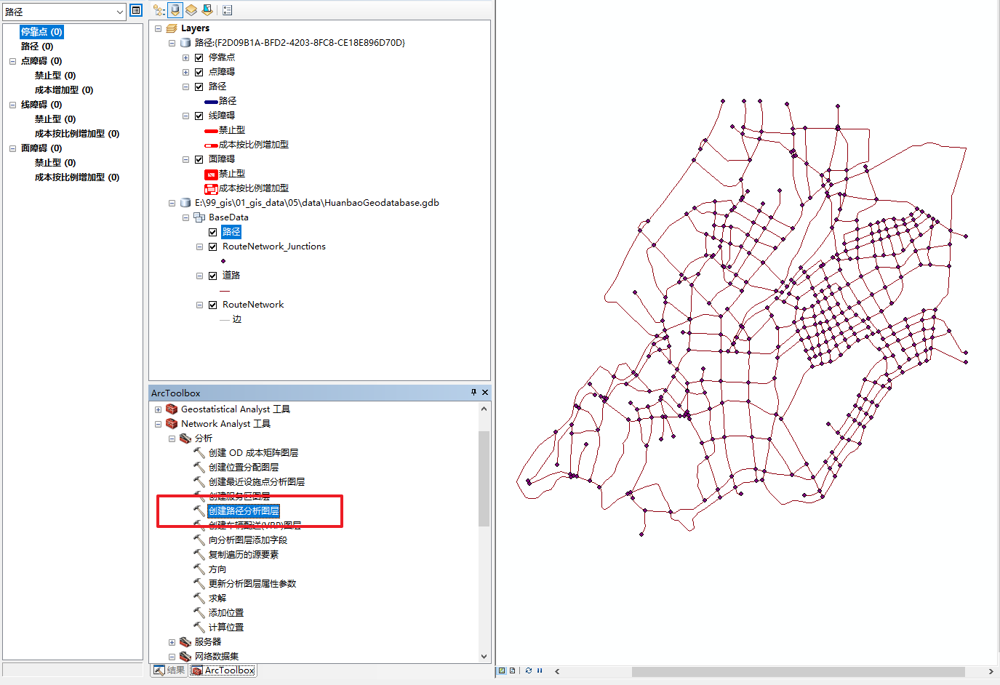 路径
停靠点 (0)
路径 (0)
点障碍 (0)
禁止型 (0)
成本增加型 (0)
线障碍 (0)
禁止型 (0)
成本按比例增加型 (0)
面障碍 (0)
禁止型 (0)
成本按比例增加型 (0)
Layers
路径:{F2D09B1A-BFD2-4203-8FC8-CE18E896D70D}
停靠点
点障碍
路径
路径
线障碍
禁止型
成本按比例增加型
面障碍
禁止型
成本按比例增加型
E:\99_gis\01_gis_data\05\data\HuanbaoGeodatabase.gdb
BaseData
路径
RouteNetwork_Junctions
道路
RouteNetwork
边
ArcToolbox
Geostatistical Analyst 工具
Network Analyst 工具
分析
创建 OD 成本矩阵图层
创建位置分配图层
创建最近设施点分析图层
创建服务区图层
创建路径分析图层
创建车辆配送(VRP)图层
向分析图层添加字段
复制遍历的源要素
方向
更新分析图层属性参数
求解
添加位置
计算位置
服务器
网络数据集
结果 ArcToolbox